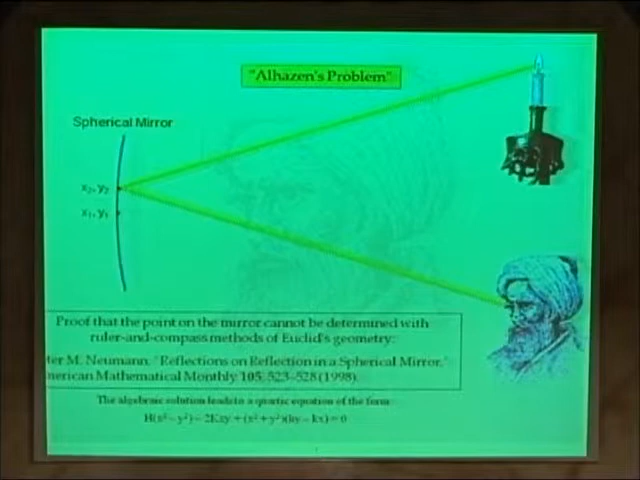 "Alhazen's Problem"
Spherical Mirror
x₂, y₂
x₁, y₁
Proof that the point on the mirror cannot be determined with
ruler-and-compass methods of Euclid's geometry:
ter M. Neumann, "Reflections on Reflection in a Spherical Mirror,"
nerican Mathematical Monthly 105, 523-528 (1998).
The algebraic solution leads to a quartic equation of the form:
H(x² - y²) - 2Kxy + (x² + y²)(hy - kx) = 0